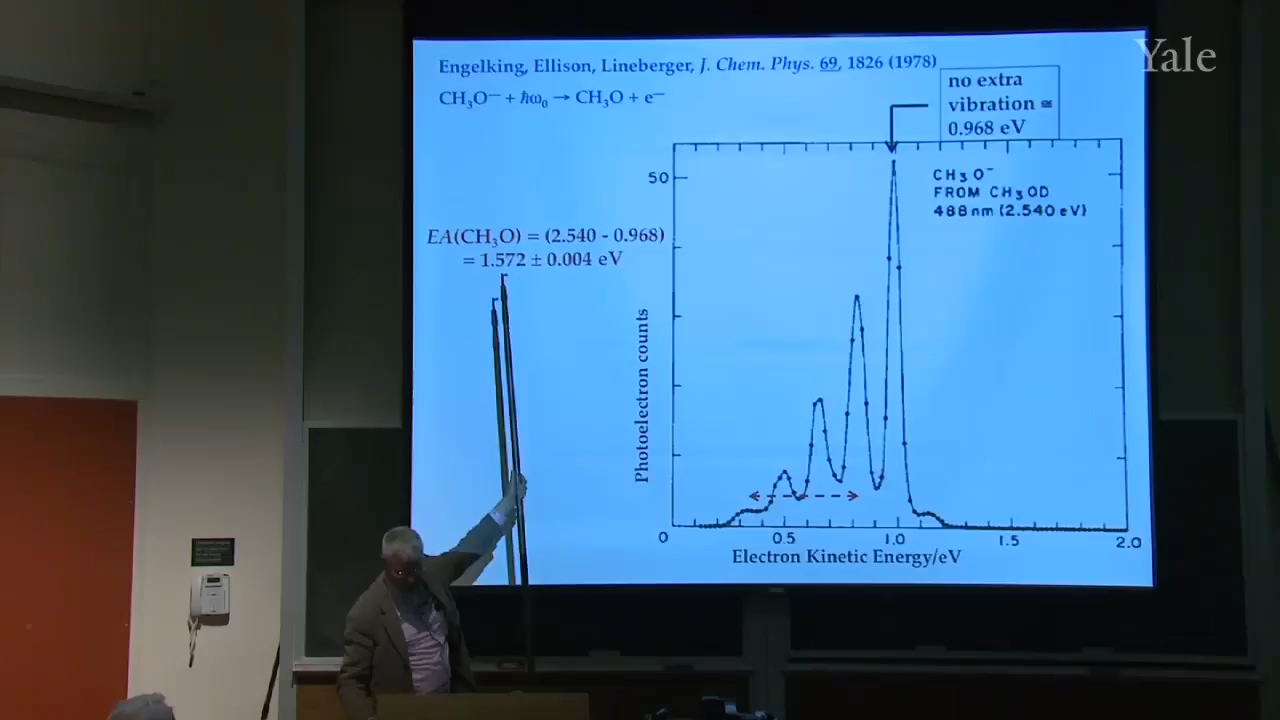 Yale
Engelking, Ellison, Lineberger, J. Chem. Phys. 69, 1826 (1978)
CH₃O⁻ + ℏω₀ → CH₃O + e⁻
no extra
vibration ≅
0.968 eV
CH₃O⁻
FROM CH₃OD
488 nm (2.540 eV)
EA(CH₃O) = (2.540 - 0.968)
= 1.572 ± 0.004 eV
50
Photoelectron counts
0
0.5
1.0
1.5
2.0
Electron Kinetic Energy/eV